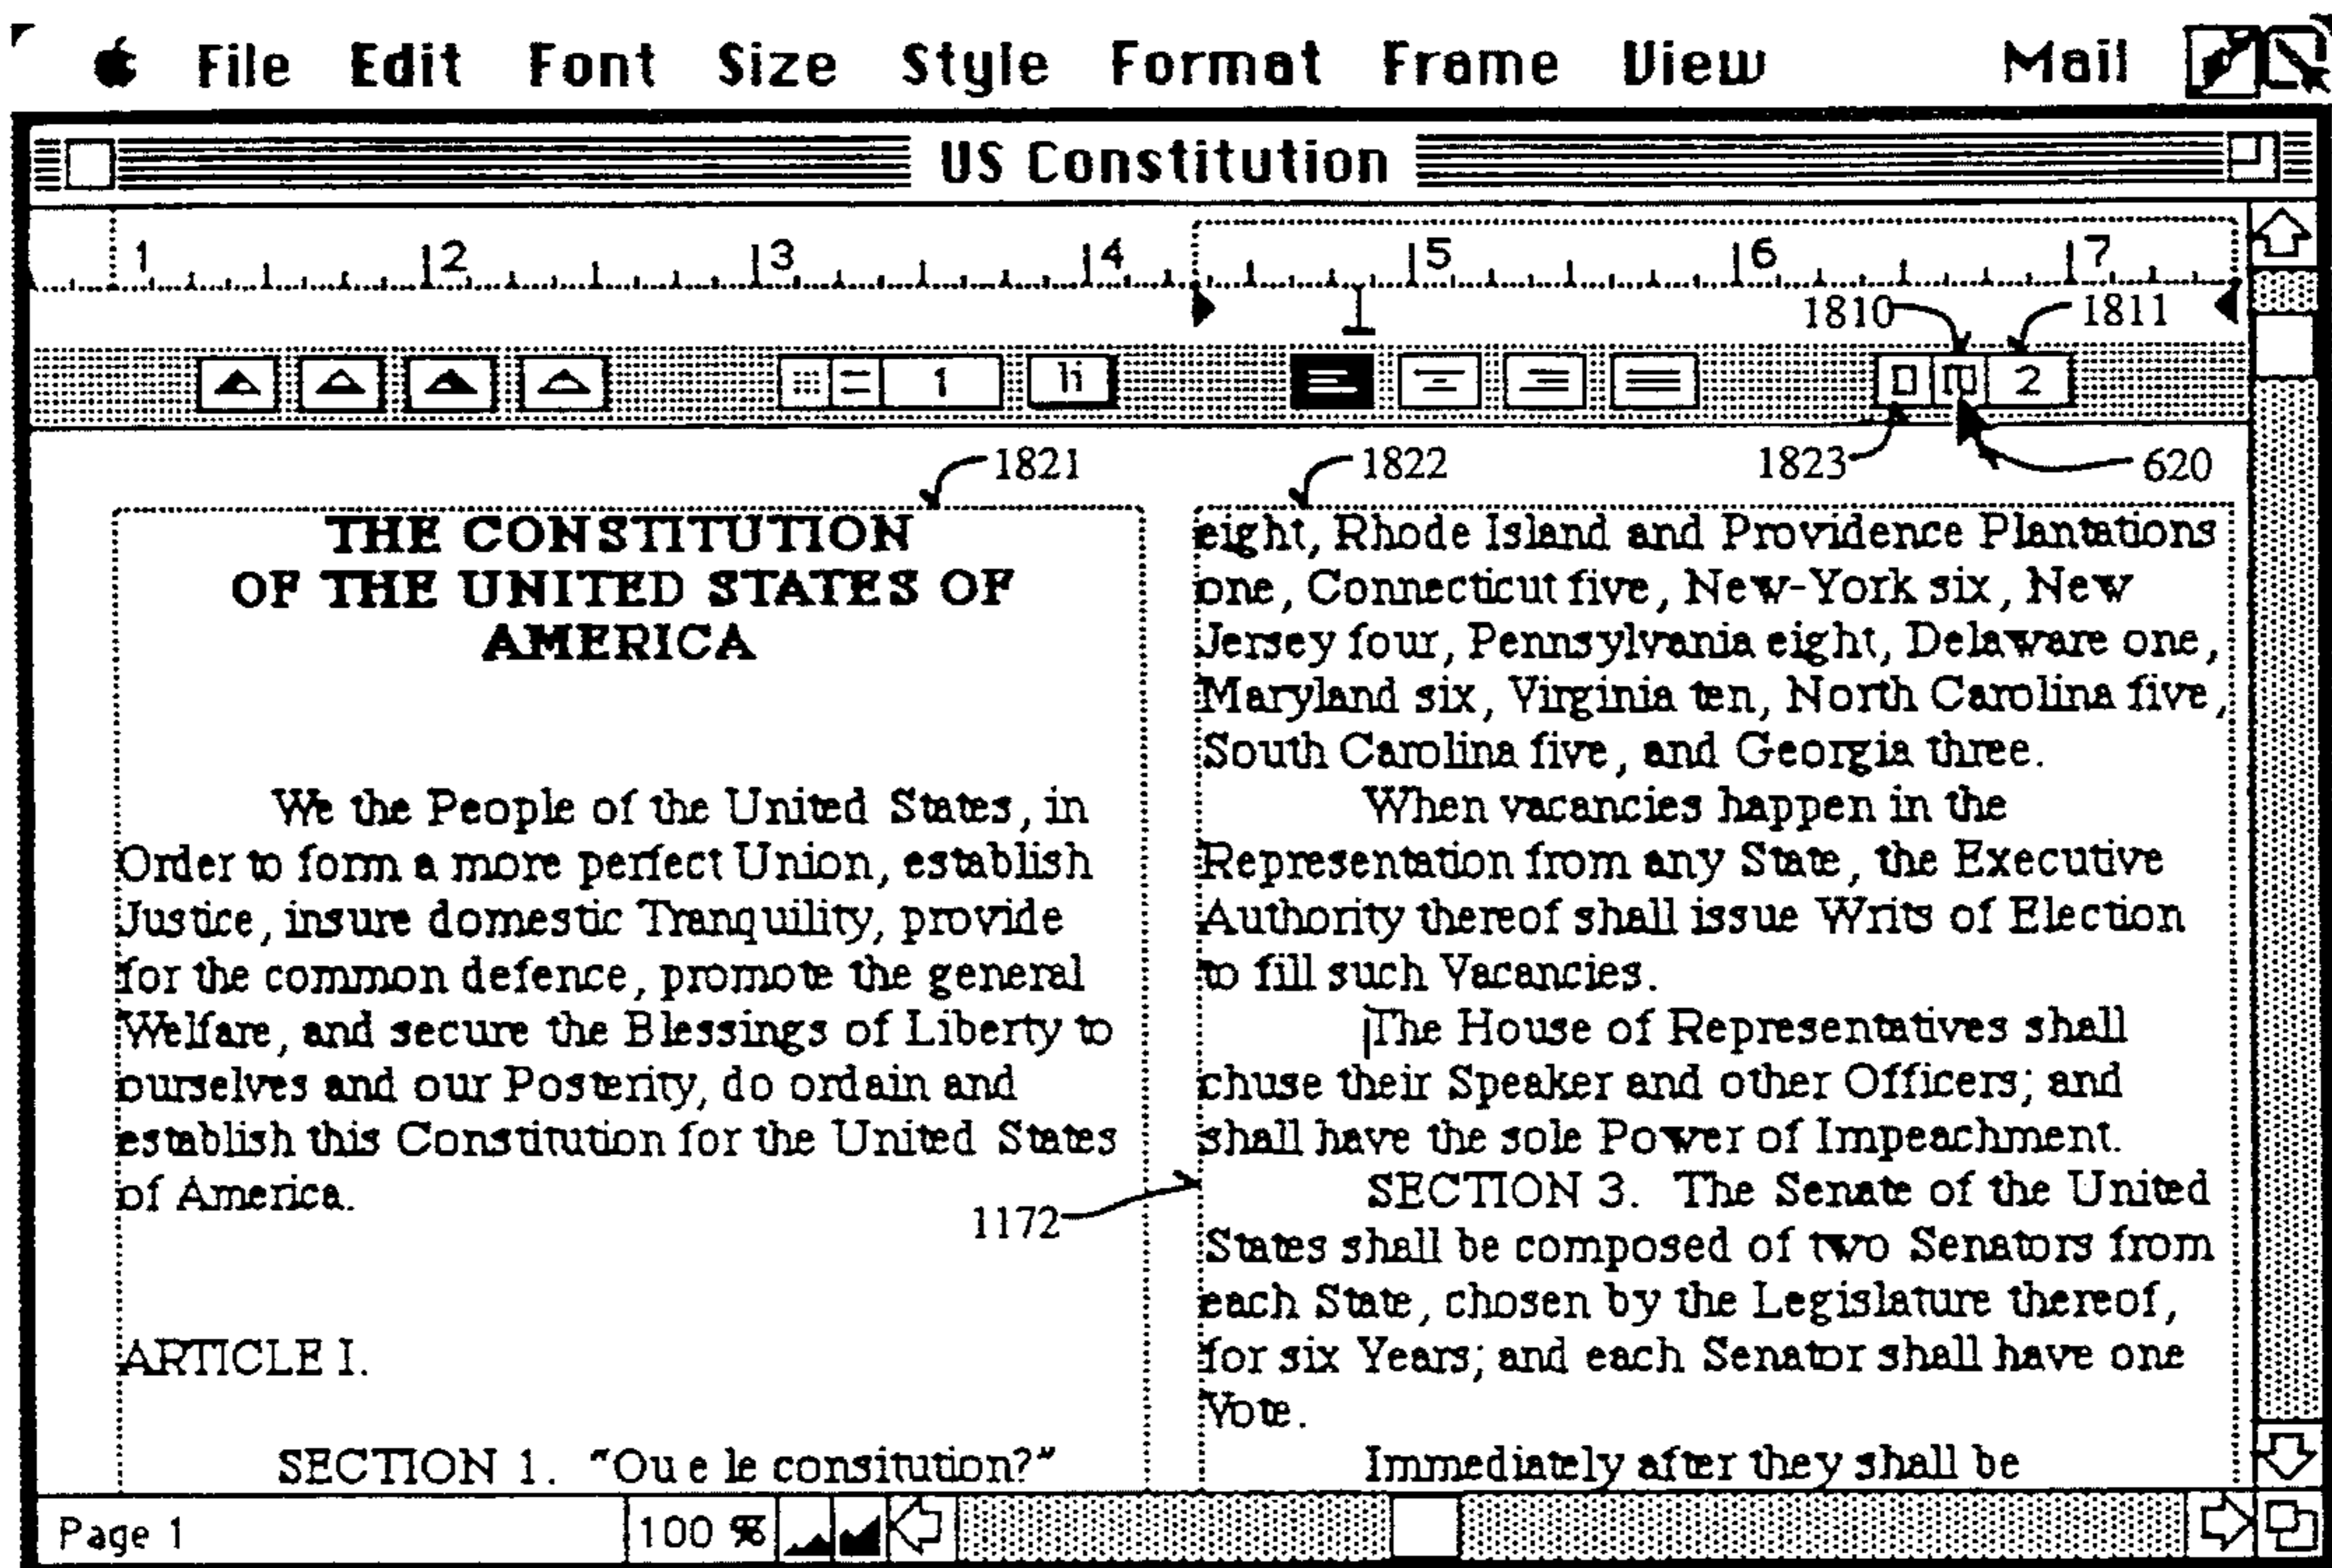 File Edit Font Size Style Format Frame View Mail
US Constitution
1 2 3 4 5 6 7
1810 1811
1 li 2
1821 1822 1823 620
THE CONSTITUTION
OF THE UNITED STATES OF
AMERICA
We the People of the United States, in
Order to form a more perfect Union, establish
Justice, insure domestic Tranquility, provide
for the common defence, promote the general
Welfare, and secure the Blessings of Liberty to
ourselves and our Posterity, do ordain and
establish this Constitution for the United States
of America.
1172
ARTICLE I.
SECTION 1. "Ou e le consitution?"
eight, Rhode Island and Providence Plantations
one, Connecticut five, New-York six, New
Jersey four, Pennsylvania eight, Delaware one,
Maryland six, Virginia ten, North Carolina five,
South Carolina five, and Georgia three.
When vacancies happen in the
Representation from any State, the Executive
Authority thereof shall issue Writs of Election
to fill such Vacancies.
The House of Representatives shall
chuse their Speaker and other Officers; and
shall have the sole Power of Impeachment.
SECTION 3. The Senate of the United
States shall be composed of two Senators from
each State, chosen by the Legislature thereof,
for six Years; and each Senator shall have one
Vote.
Immediately after they shall be
Page 1 100 %